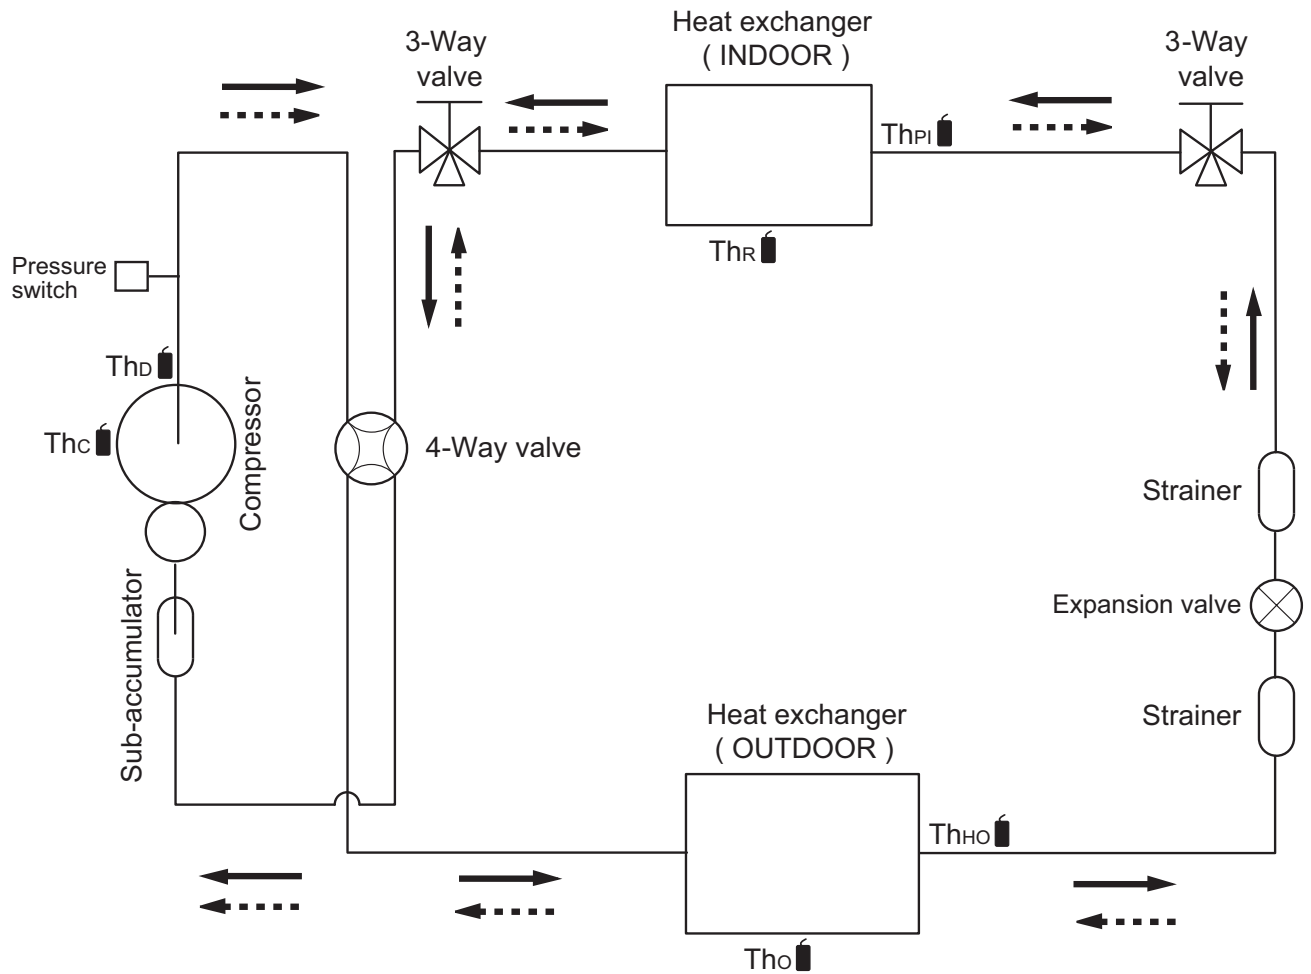 Heat exchanger
( INDOOR )
3-Way
valve
3-Way
valve
ThPI
ThR
Pressure
switch
ThD
ThC
Compressor
4-Way valve
Strainer
Expansion valve
Sub-accumulator
Strainer
Heat exchanger
( OUTDOOR )
ThHO
ThO